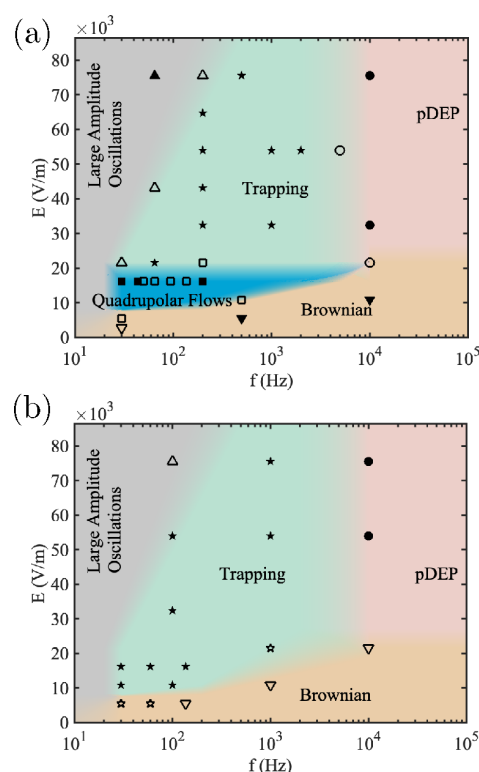 (a)
×10³
80
70
60
50
40
30
20
10
0
E (V/m)
Large Amplitude
Oscillations
pDEP
Trapping
Quadrupolar Flows
Brownian
10¹ 10² 10³ 10⁴ 10⁵
f (Hz)
(b)
×10³
80
70
60
50
40
30
20
10
0
E (V/m)
Large Amplitude
Oscillations
Trapping
pDEP
Brownian
10¹ 10² 10³ 10⁴ 10⁵
f (Hz)